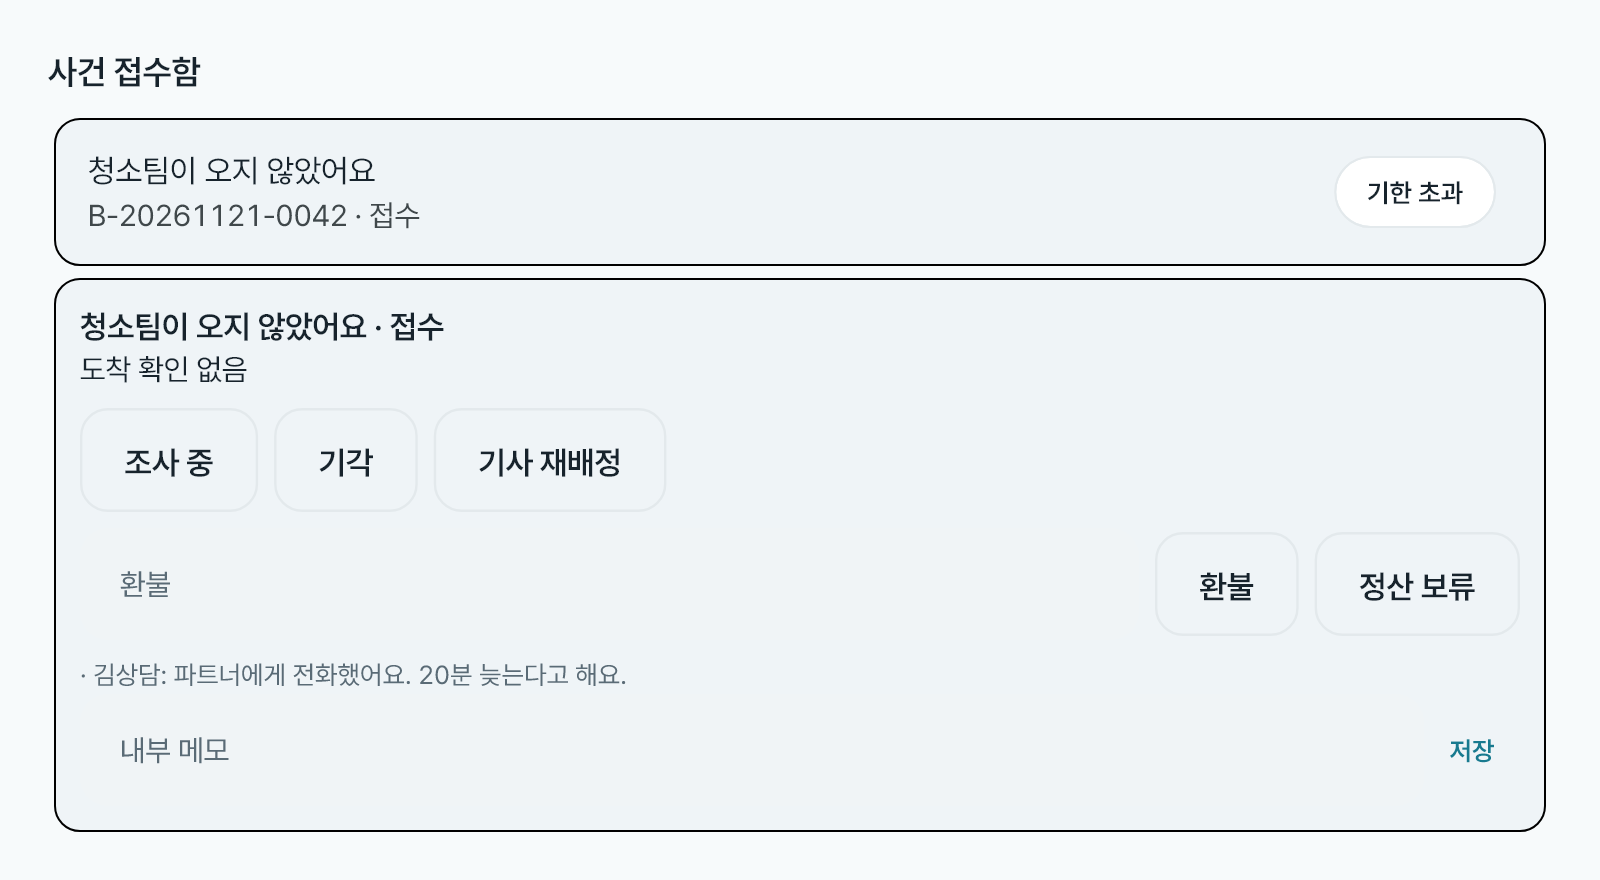 사건 접수함
청소팀이 오지 않았어요
B-20261121-0042 · 접수
기한 초과
청소팀이 오지 않았어요 · 접수
도착 확인 없음
조사 중
기각
기사 재배정
환불
환불
정산 보류
· 김상담: 파트너에게 전화했어요. 20분 늦는다고 해요.
내부 메모
저장